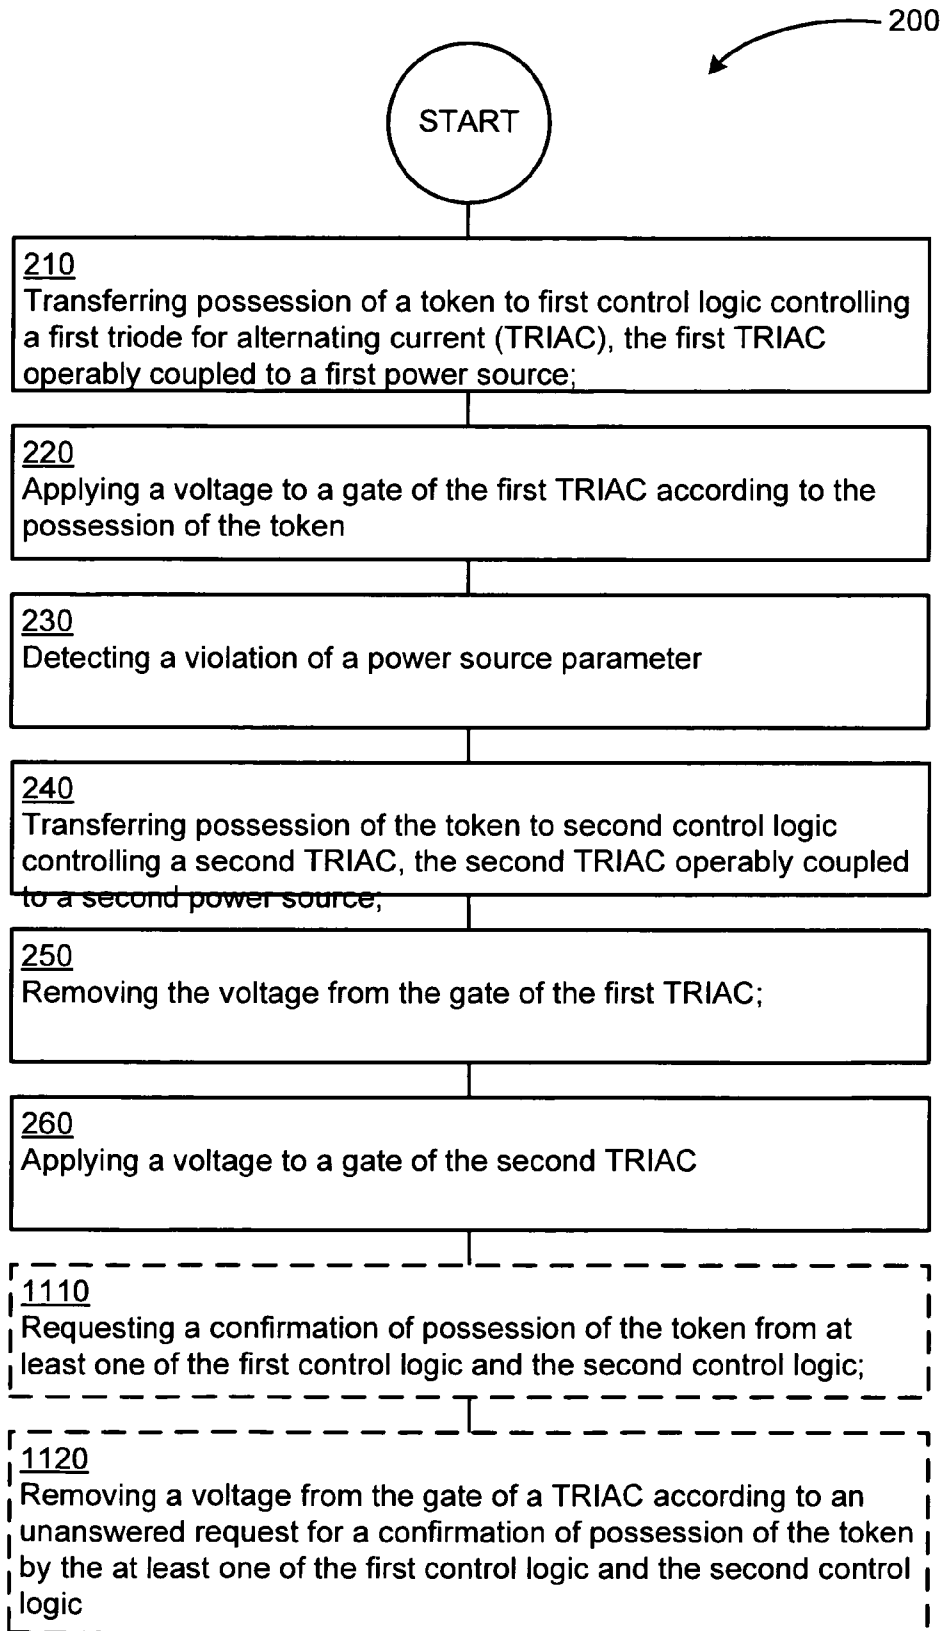 200
START
210
Transferring possession of a token to first control logic controlling
a first triode for alternating current (TRIAC), the first TRIAC
operably coupled to a first power source;
220
Applying a voltage to a gate of the first TRIAC according to the
possession of the token
230
Detecting a violation of a power source parameter
240
Transferring possession of the token to second control logic
controlling a second TRIAC, the second TRIAC operably coupled
to a second power source;
250
Removing the voltage from the gate of the first TRIAC;
260
Applying a voltage to a gate of the second TRIAC
1110
Requesting a confirmation of possession of the token from at
least one of the first control logic and the second control logic;
1120
Removing a voltage from the gate of a TRIAC according to an
unanswered request for a confirmation of possession of the token
by the at least one of the first control logic and the second control
logic